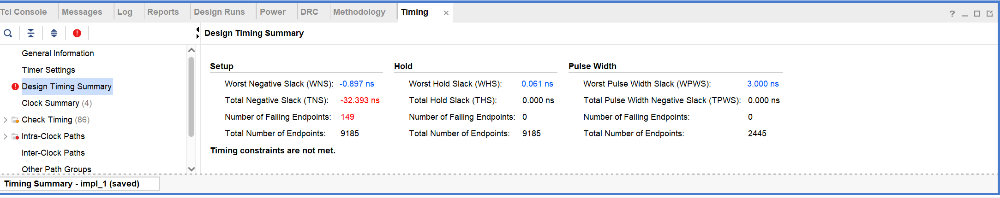 Tcl Console Messages Log Reports Design Runs Power DRC Methodology Timing × ?
Design Timing Summary
General Information
Timer Settings
Design Timing Summary
Clock Summary (4)
Check Timing (86)
Intra-Clock Paths
Inter-Clock Paths
Other Path Groups
Setup
Worst Negative Slack (WNS): -0.897 ns
Total Negative Slack (TNS): -32.393 ns
Number of Failing Endpoints: 149
Total Number of Endpoints: 9185
Hold
Worst Hold Slack (WHS): 0.061 ns
Total Hold Slack (THS): 0.000 ns
Number of Failing Endpoints: 0
Total Number of Endpoints: 9185
Pulse Width
Worst Pulse Width Slack (WPWS): 3.000 ns
Total Pulse Width Negative Slack (TPWS): 0.000 ns
Number of Failing Endpoints: 0
Total Number of Endpoints: 2445
Timing constraints are not met.
Timing Summary - impl_1 (saved)